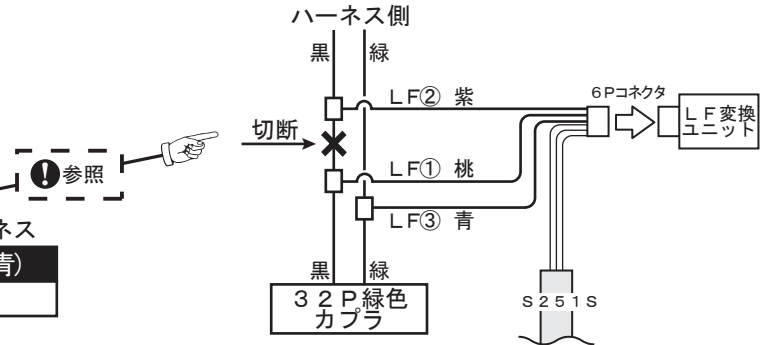 ハーネス側
黒
緑
LF② 紫
6Pコネクタ
LF変換
ユニット
切断
!参照
LF① 桃
LF③ 青
ネス
青)
黒
緑
32P緑色
カプラ
S251S